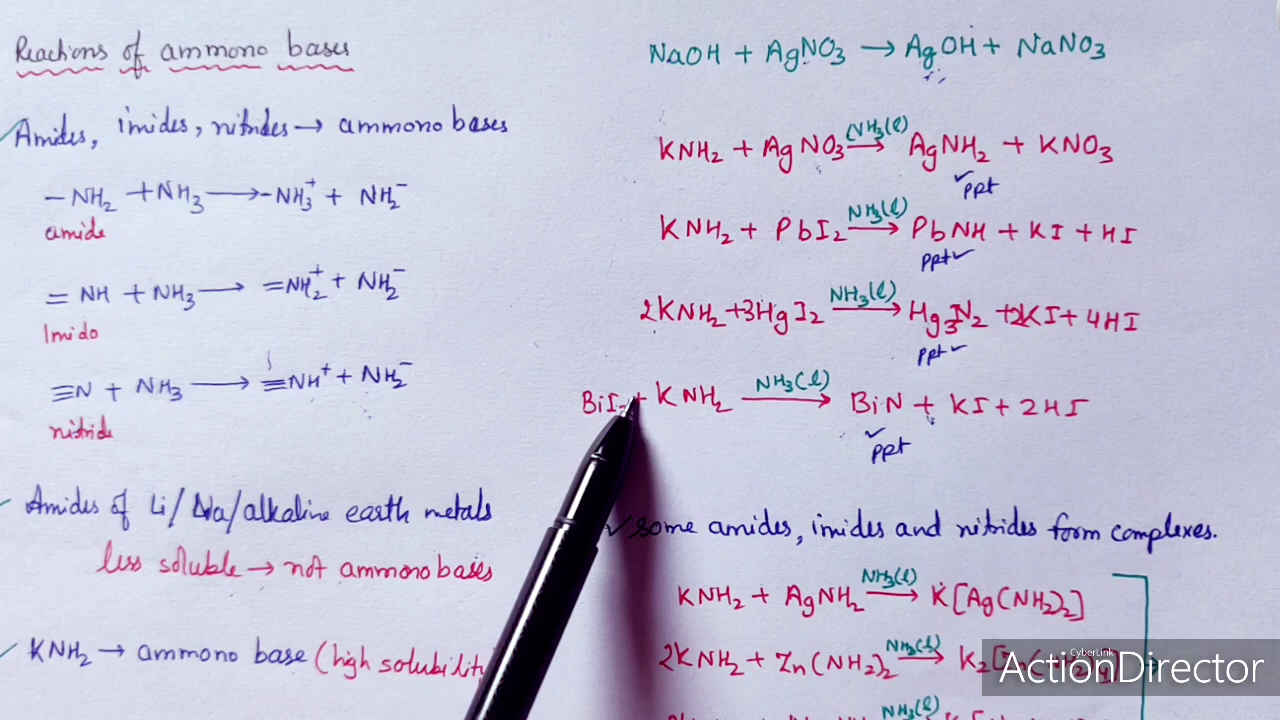 Reactions of ammono bases
Amides, imides, nitrides → ammono bases
-NH₂ + NH₃ → -NH₃⁺ + NH₂⁻
amide
=NH + NH₃ → =NH₂⁺ + NH₂⁻
Imido
≡N + NH₃ → ≡NH⁺ + NH₂⁻
nitride
Amides of Li/Na/alkaline earth metals
less soluble → not ammono bases
KNH₂ → ammono base (high solubility
NaOH + AgNO₃ → AgOH + NaNO₃
KNH₂ + AgNO₃ NH₃(l) → AgNH₂ + KNO₃
ppt
KNH₂ + PbI₂ NH₃(l) → PbNH + KI + HI
ppt
2KNH₂ + 3HgI₂ NH₃(l) → Hg₃N₂ + 2KI + 4HI
ppt
BiI + KNH₂ NH₃(l) → BiN + KI + 2HI
ppt
Some amides, imides and nitrides form complexes.
KNH₂ + AgNH₂ NH₃(l) → K[Ag(NH₂)₂]
2KNH₂ + Zn(NH₂)₂ NH₃(l) → K₂[
NH₃(l)
CyberLink
ActionDirector